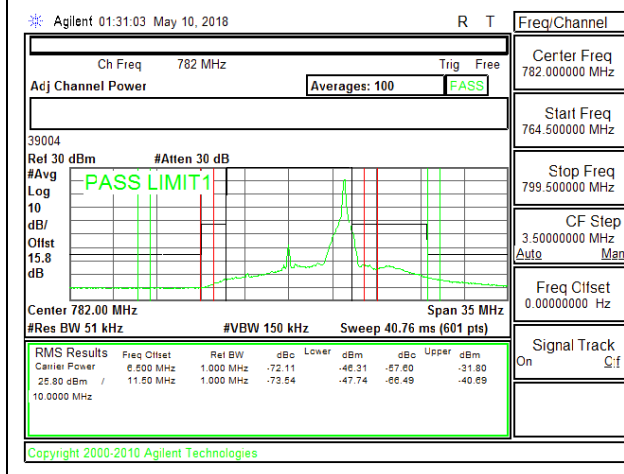 Agilent 01:31:03 May 10, 2018 R T
Freq/Channel
Ch Freq 782 MHz Trig Free
Adj Channel Power Averages: 100 PASS
Center Freq
782.000000 MHz
Start Freq
764.500000 MHz
Stop Freq
799.500000 MHz
CF Step
3.50000000 MHz
Auto Man
Freq Offset
0.00000000 Hz
Signal Track
On Off
39004
Ref 30 dBm #Atten 30 dB
#Avg
Log
10
dB/
Offst
15.8
dB
PASS LIMIT1
Center 782.00 MHz Span 35 MHz
#Res BW 51 kHz #VBW 150 kHz Sweep 40.76 ms (601 pts)
RMS Results Freq Offset Ref BW dBc Lower dBm dBc Upper dBm
Carrier Power 6.500 MHz 1.000 MHz -72.11 -46.31 -57.60 -31.80
25.80 dBm / 11.50 MHz 1.000 MHz -73.54 -47.74 -66.49 -40.69
10.0000 MHz
Copyright 2000-2010 Agilent Technologies